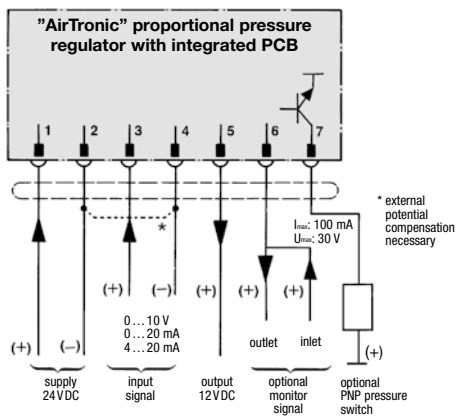 ”AirTronic” proportional pressure
regulator with integrated PCB
1 2 3 4 5 6 7
*
* external
potential
compensation
necessary
Imax: 100 mA
Umax: 30 V
(+) (−) (+) (+) (+)
0...10 V
0...20 mA
4...20 mA
outlet inlet
(+) (−) (+)
supply
24 V DC
input
signal
output
12 V DC
optional
monitor
signal
optional
PNP pressure
switch